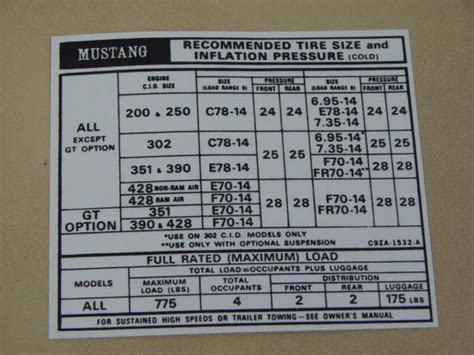 MUSTANG
RECOMMENDED TIRE SIZE and
INFLATION PRESSURE (COLD)
ENGINE
C.I.D. SIZE
SIZE
(LOAD RANGE B)
PRESSURE
FRONT REAR
SIZE
(LOAD RANGE B)
PRESSURE
FRONT REAR
ALL
EXCEPT
GT OPTION
200 & 250 C78-14 24 24
6.95-14
E78-14
7.35-14
24 24
302 C78-14
6.95-14*
7.35-14
25 25
351 & 390 E78-14 25 28
F70-14
FR70-14**
28 28
428 NON-RAM AIR E70-14
428 RAM AIR F70-14
GT
OPTION
351 E70-14
390 & 428 F70-14
28 28
F70-14
FR70-14**
28 28
*USE ON 302 C.I.D. MODELS ONLY
**USE ONLY WITH OPTIONAL SUSPENSION C9ZA-1532-A
FULL RATED (MAXIMUM) LOAD
MODELS
TOTAL LOAD=OCCUPANTS PLUS LUGGAGE
MAXIMUM
LOAD (LBS)
TOTAL
OCCUPANTS
DISTRIBUTION
FRONT REAR LUGGAGE
ALL 775 4 2 2 175 LBS
FOR SUSTAINED HIGH SPEEDS OR TRAILER TOWING—SEE OWNER'S MANUAL